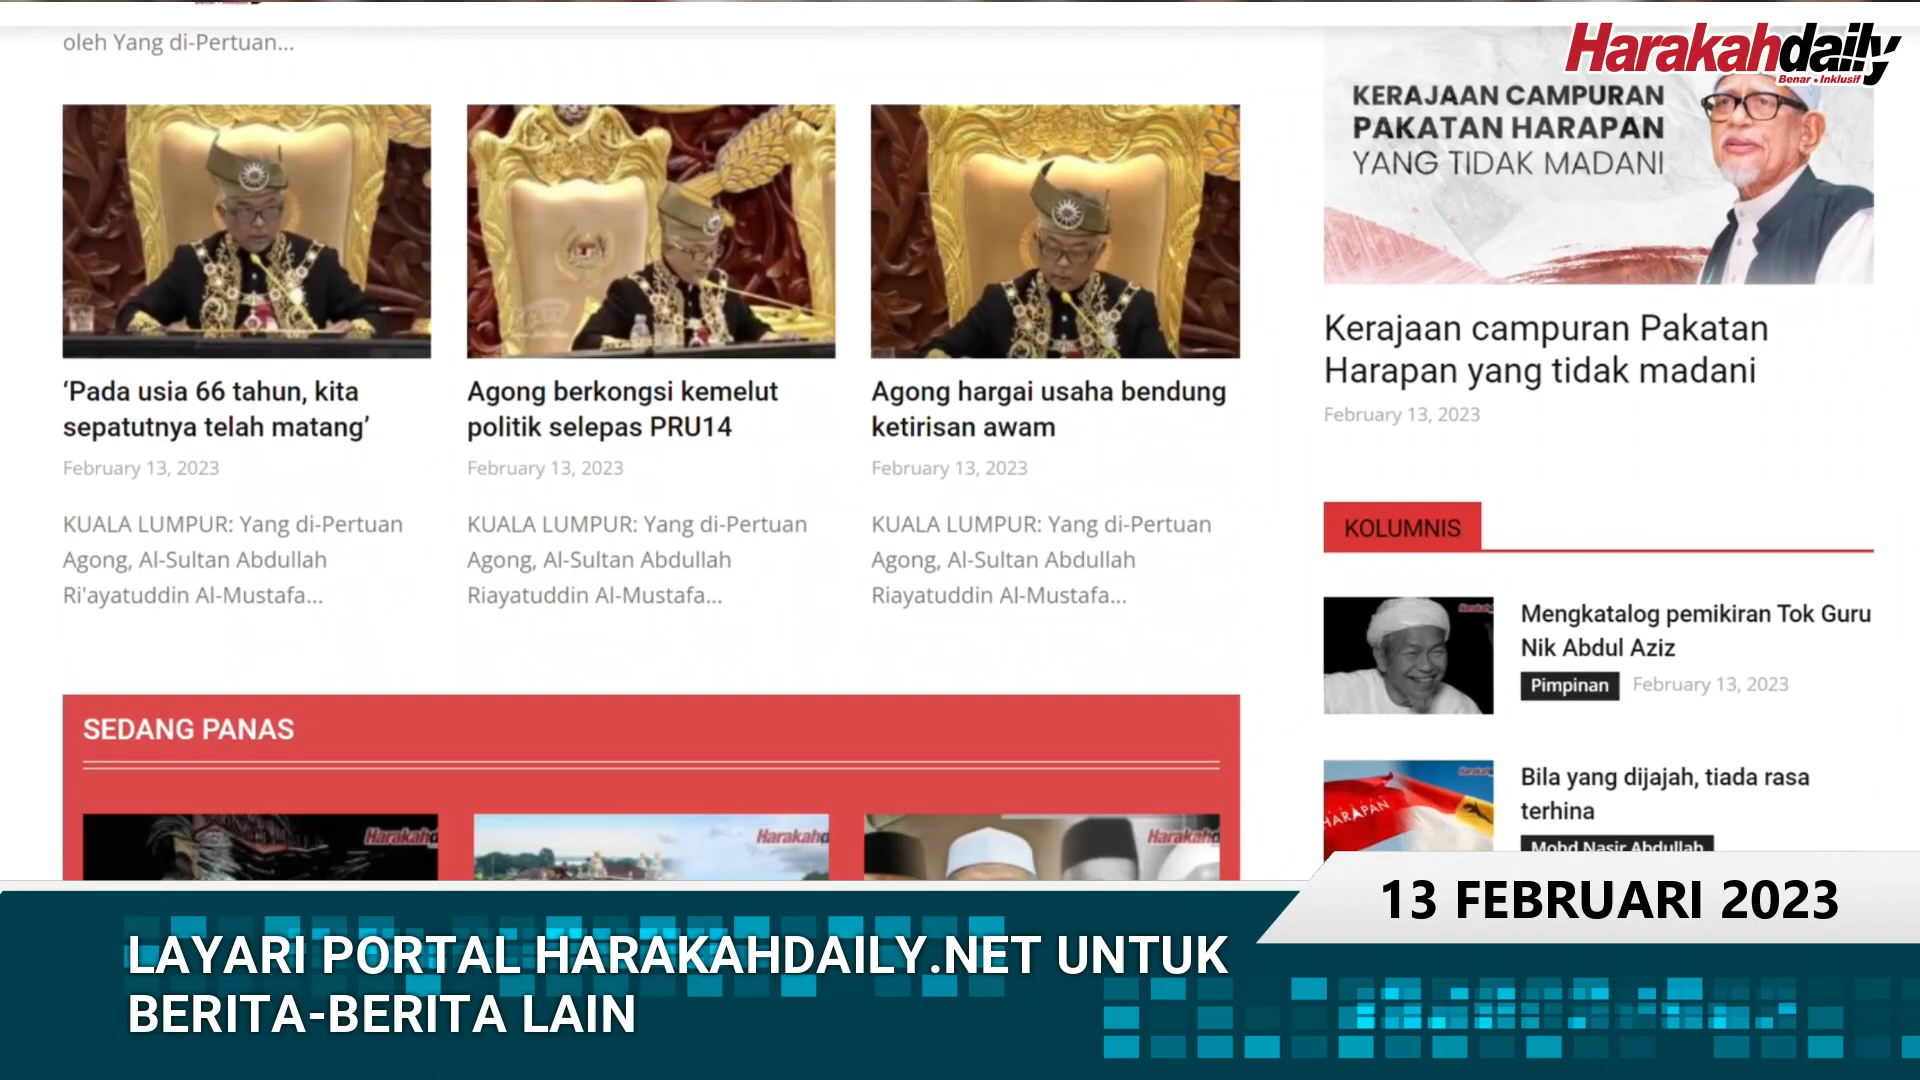 oleh Yang di-Pertuan...
Harakahdaily
Benar • Inklusif
‘Pada usia 66 tahun, kita
sepatutnya telah matang’
February 13, 2023
KUALA LUMPUR: Yang di-Pertuan
Agong, Al-Sultan Abdullah
Ri'ayatuddin Al-Mustafa...
Agong berkongsi kemelut
politik selepas PRU14
February 13, 2023
KUALA LUMPUR: Yang di-Pertuan
Agong, Al-Sultan Abdullah
Riayatuddin Al-Mustafa...
Agong hargai usaha bendung
ketirisan awam
February 13, 2023
KUALA LUMPUR: Yang di-Pertuan
Agong, Al-Sultan Abdullah
Riayatuddin Al-Mustafa...
KERAJAAN CAMPURAN
PAKATAN HARAPAN
YANG TIDAK MADANI
Kerajaan campuran Pakatan
Harapan yang tidak madani
February 13, 2023
KOLUMNIS
Mengkatalog pemikiran Tok Guru
Nik Abdul Aziz
Pimpinan February 13, 2023
HARAPAN
Bila yang dijajah, tiada rasa
terhina
Mohd Nasir Abdullah
SEDANG PANAS
Harakahd
Harakahd
Harakahd
13 FEBRUARI 2023
LAYARI PORTAL HARAKAHDAILY.NET UNTUK
BERITA-BERITA LAIN